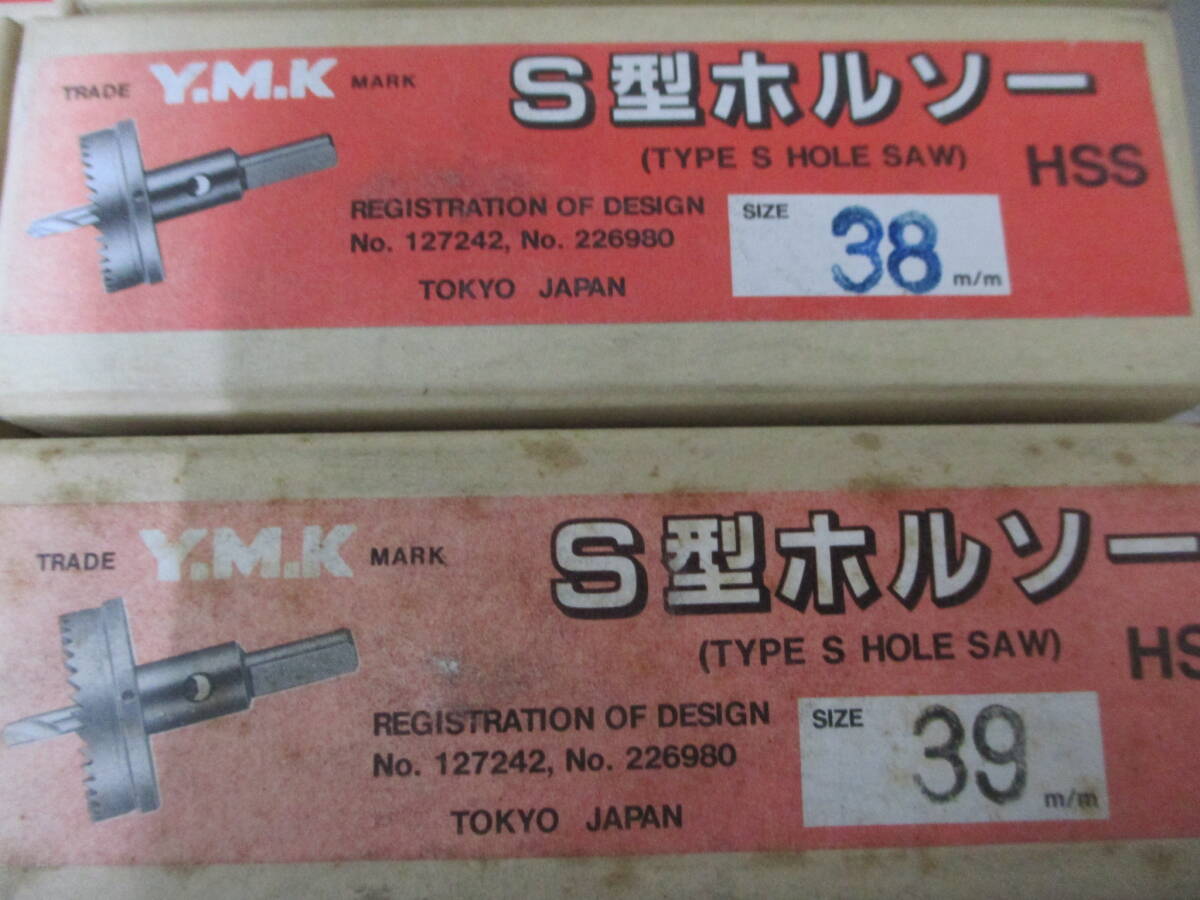 TRADE Y.M.K MARK
S型ホルソー
(TYPE S HOLE SAW) HSS
REGISTRATION OF DESIGN
No. 127242, No. 226980
TOKYO JAPAN
SIZE 38 m/m
TRADE Y.M.K MARK
S型ホルソー
(TYPE S HOLE SAW) HS
REGISTRATION OF DESIGN
No. 127242, No. 226980
TOKYO JAPAN
SIZE 39 m/m